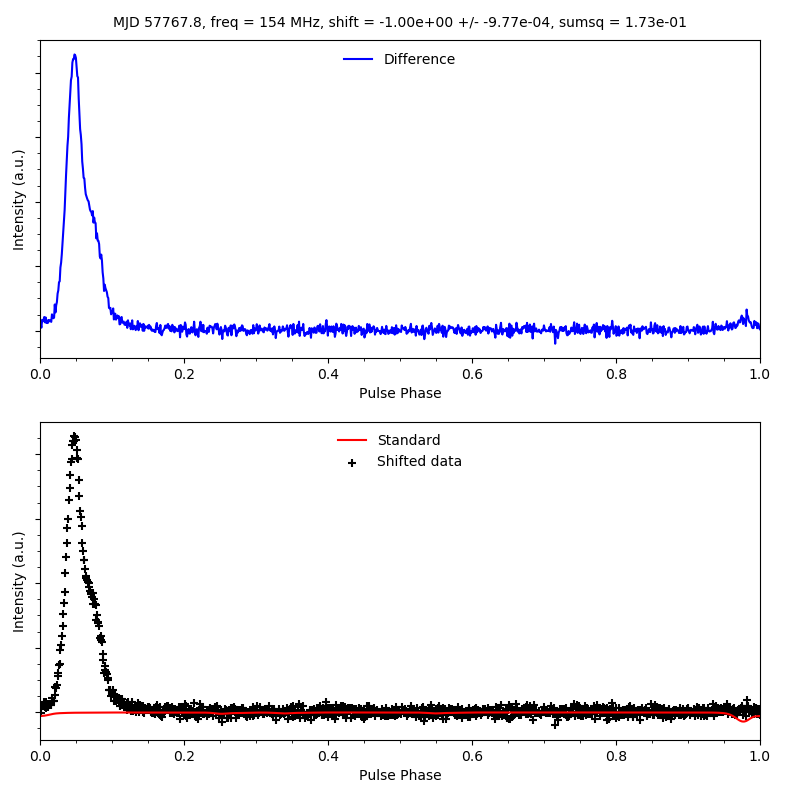 MJD 57767.8, freq = 154 MHz, shift = -1.00e+00 +/- -9.77e-04, sumsq = 1.73e-01
Difference
Intensity (a.u.)
0.0 0.2 0.4 0.6 0.8 1.0
Pulse Phase
Standard
Shifted data
Intensity (a.u.)
0.0 0.2 0.4 0.6 0.8 1.0
Pulse Phase